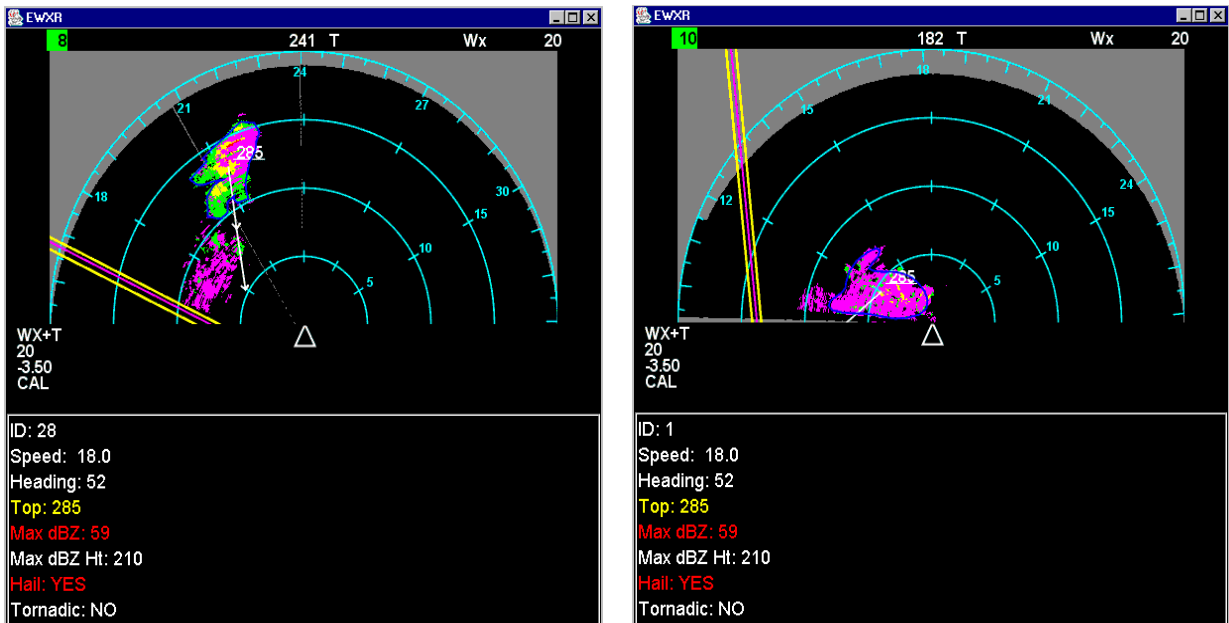 EWXR
8 241 T Wx 20
24
21
27
18
30
285
15
10
5
WX+T
20
-3.50
CAL
ID: 28
Speed: 18.0
Heading: 52
Top: 285
Max dBZ: 59
Max dBZ Ht: 210
Hail: YES
Tornadic: NO
EWXR
10 182 T Wx 20
18
15
21
12
24
15
10
285
5
WX+T
20
-3.50
CAL
ID: 1
Speed: 18.0
Heading: 52
Top: 285
Max dBZ: 59
Max dBZ Ht: 210
Hail: YES
Tornadic: NO